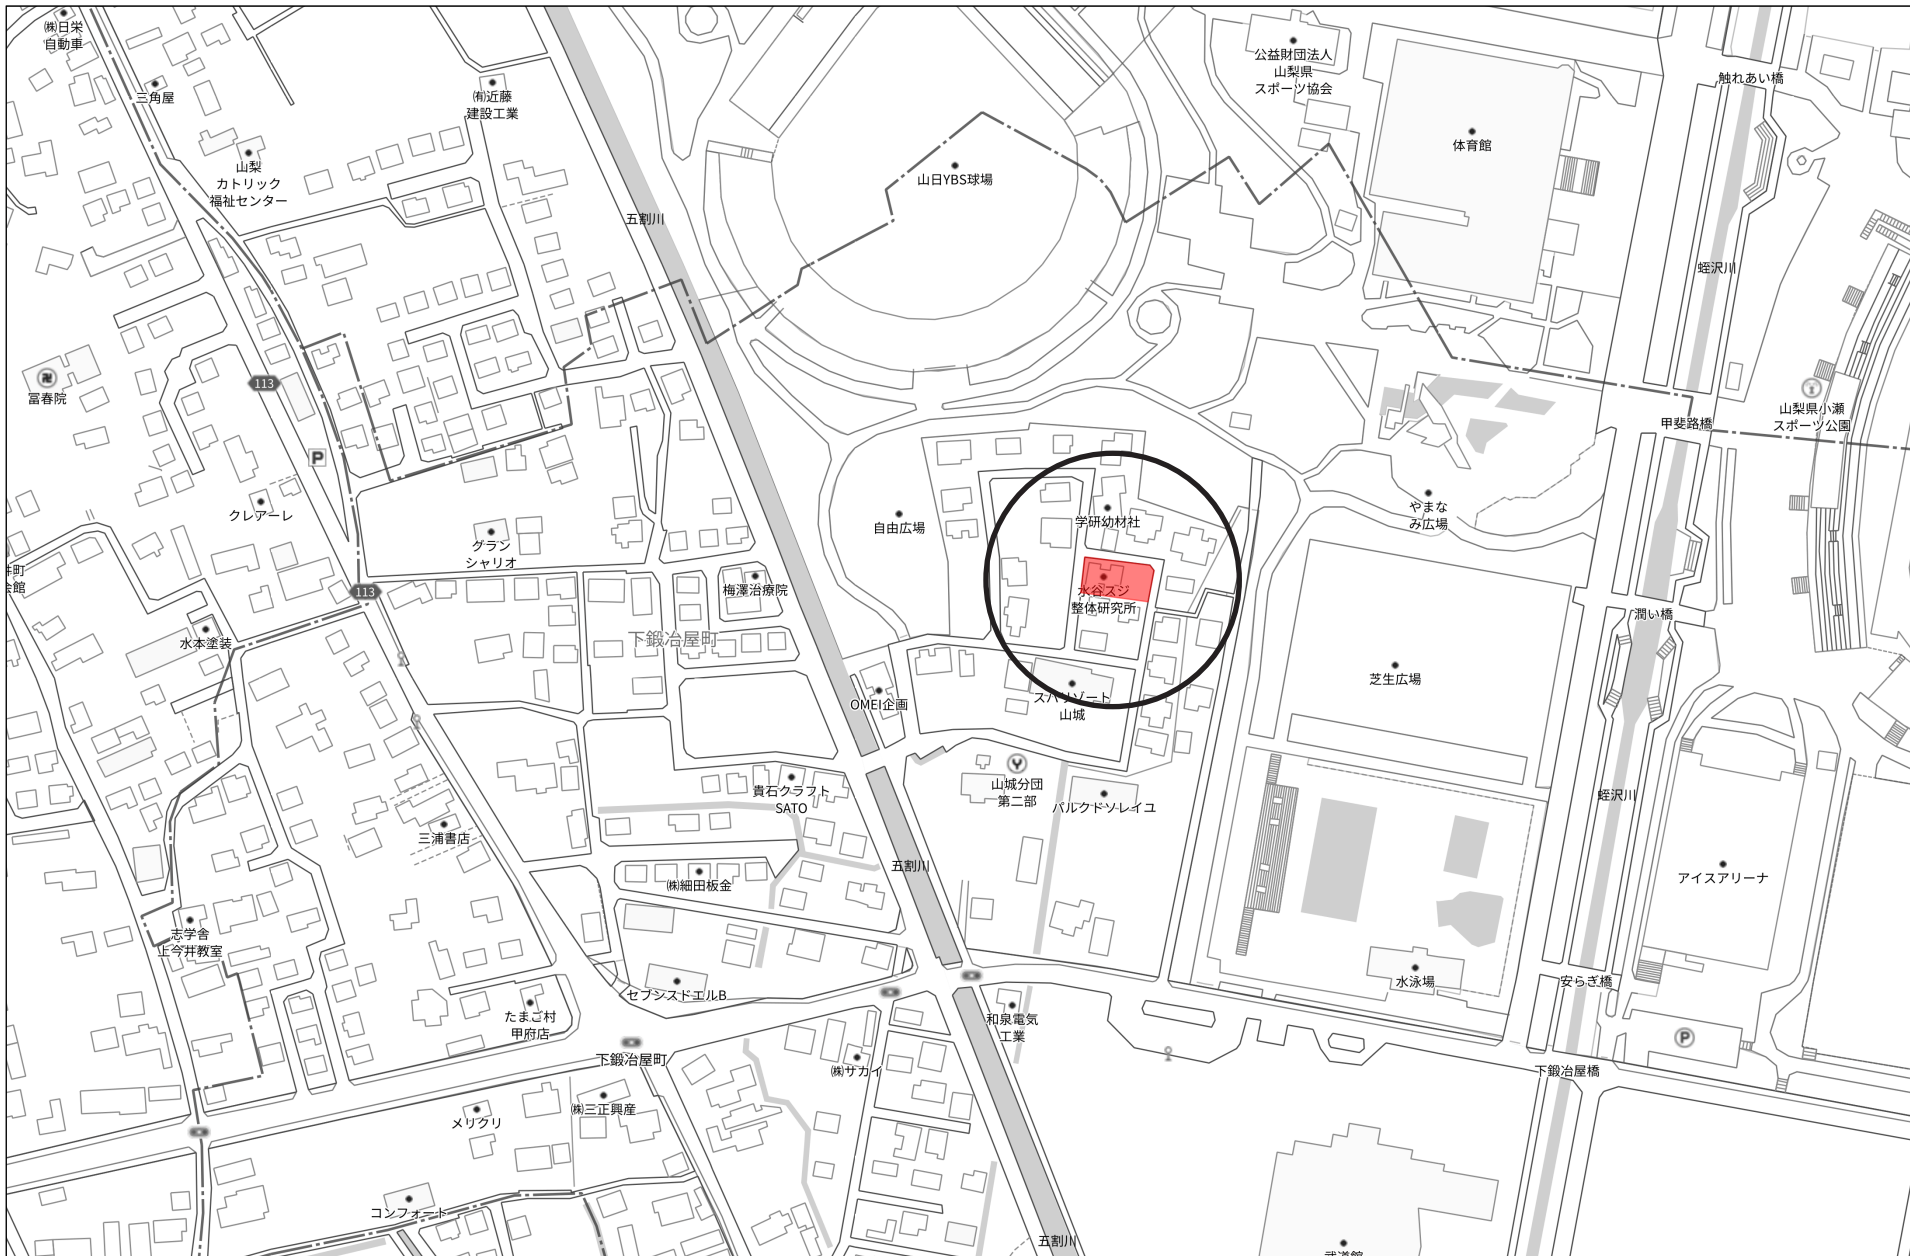 ㈱日栄
自動車
三角屋
㈲近藤
建設工業
山梨
カトリック
福祉センター
五割川
山日YBS球場
公益財団法人
山梨県
スポーツ協会
体育館
触れあい橋
蛭沢川
冨春院
113
P
クレアーレ
グラン
シャリオ
自由広場
学研幼材社
水谷スジ
整体研究所
やまな
み広場
甲斐路橋
山梨県小瀬
スポーツ公園
113
梅澤治療院
水本塗装
下鍛冶屋町
OMEI企画
スパリゾート
山城
芝生広場
潤い橋
貴石クラフト
SATO
山城分団
第二部
パルクドソレイユ
蛭沢川
三浦書店
㈱細田板金
五割川
アイスアリーナ
志学舎
上今井教室
セブンスドエルB
たまご村
甲府店
和泉電気
工業
水泳場
安らぎ橋
P
下鍛冶屋町
㈱サカイ
下鍛冶屋橋
メリクリ
㈱三正興産
コンフォート
五割川
武道館